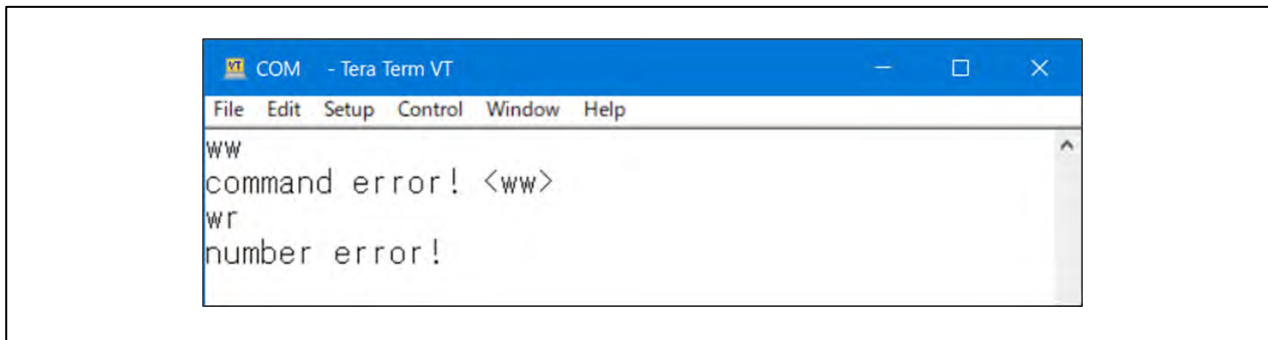 COM - Tera Term VT
File Edit Setup Control Window Help
ww
command error! <ww>
wr
number error!